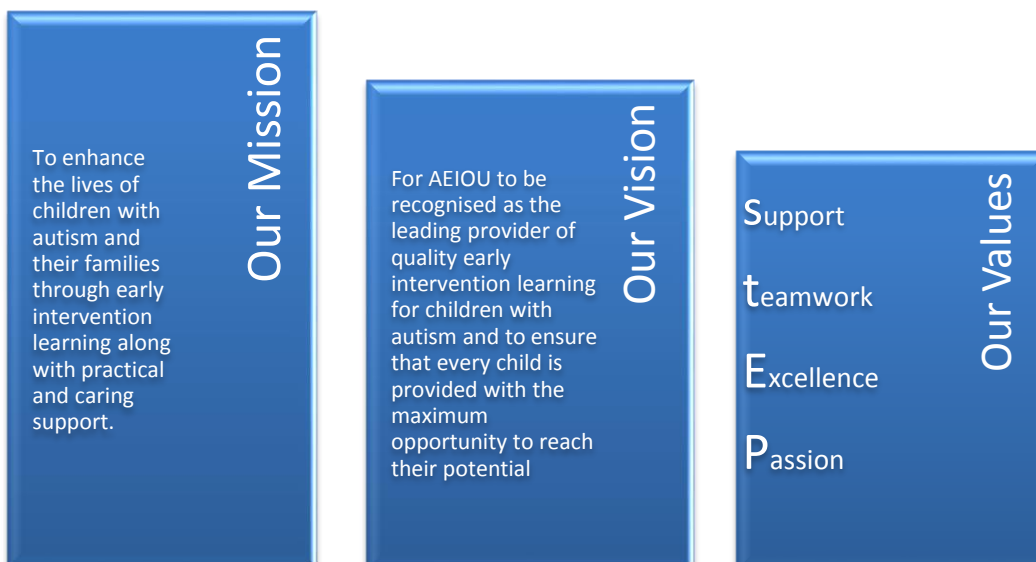 Our Mission
To enhance
the lives of
children with
autism and
their families
through early
intervention
learning along
with practical
and caring
support.
Our Vision
For AEIOU to be
recognised as the
leading provider of
quality early
intervention learning
for children with
autism and to ensure
that every child is
provided with the
maximum
opportunity to reach
their potential
Our Values
Support
teamwork
Excellence
Passion